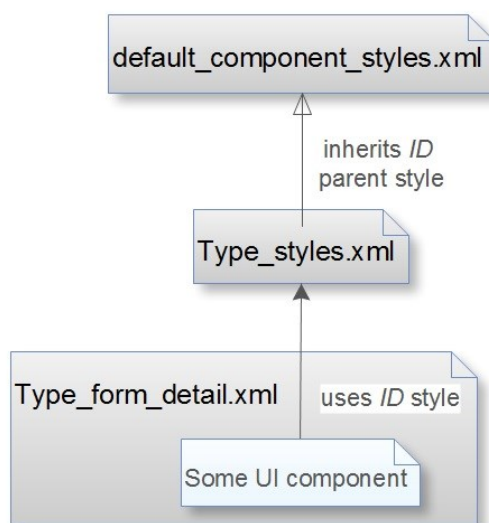 default_component_styles.xml
inherits ID
parent style
Type_styles.xml
Type_form_detail.xml
uses ID style
Some UI component